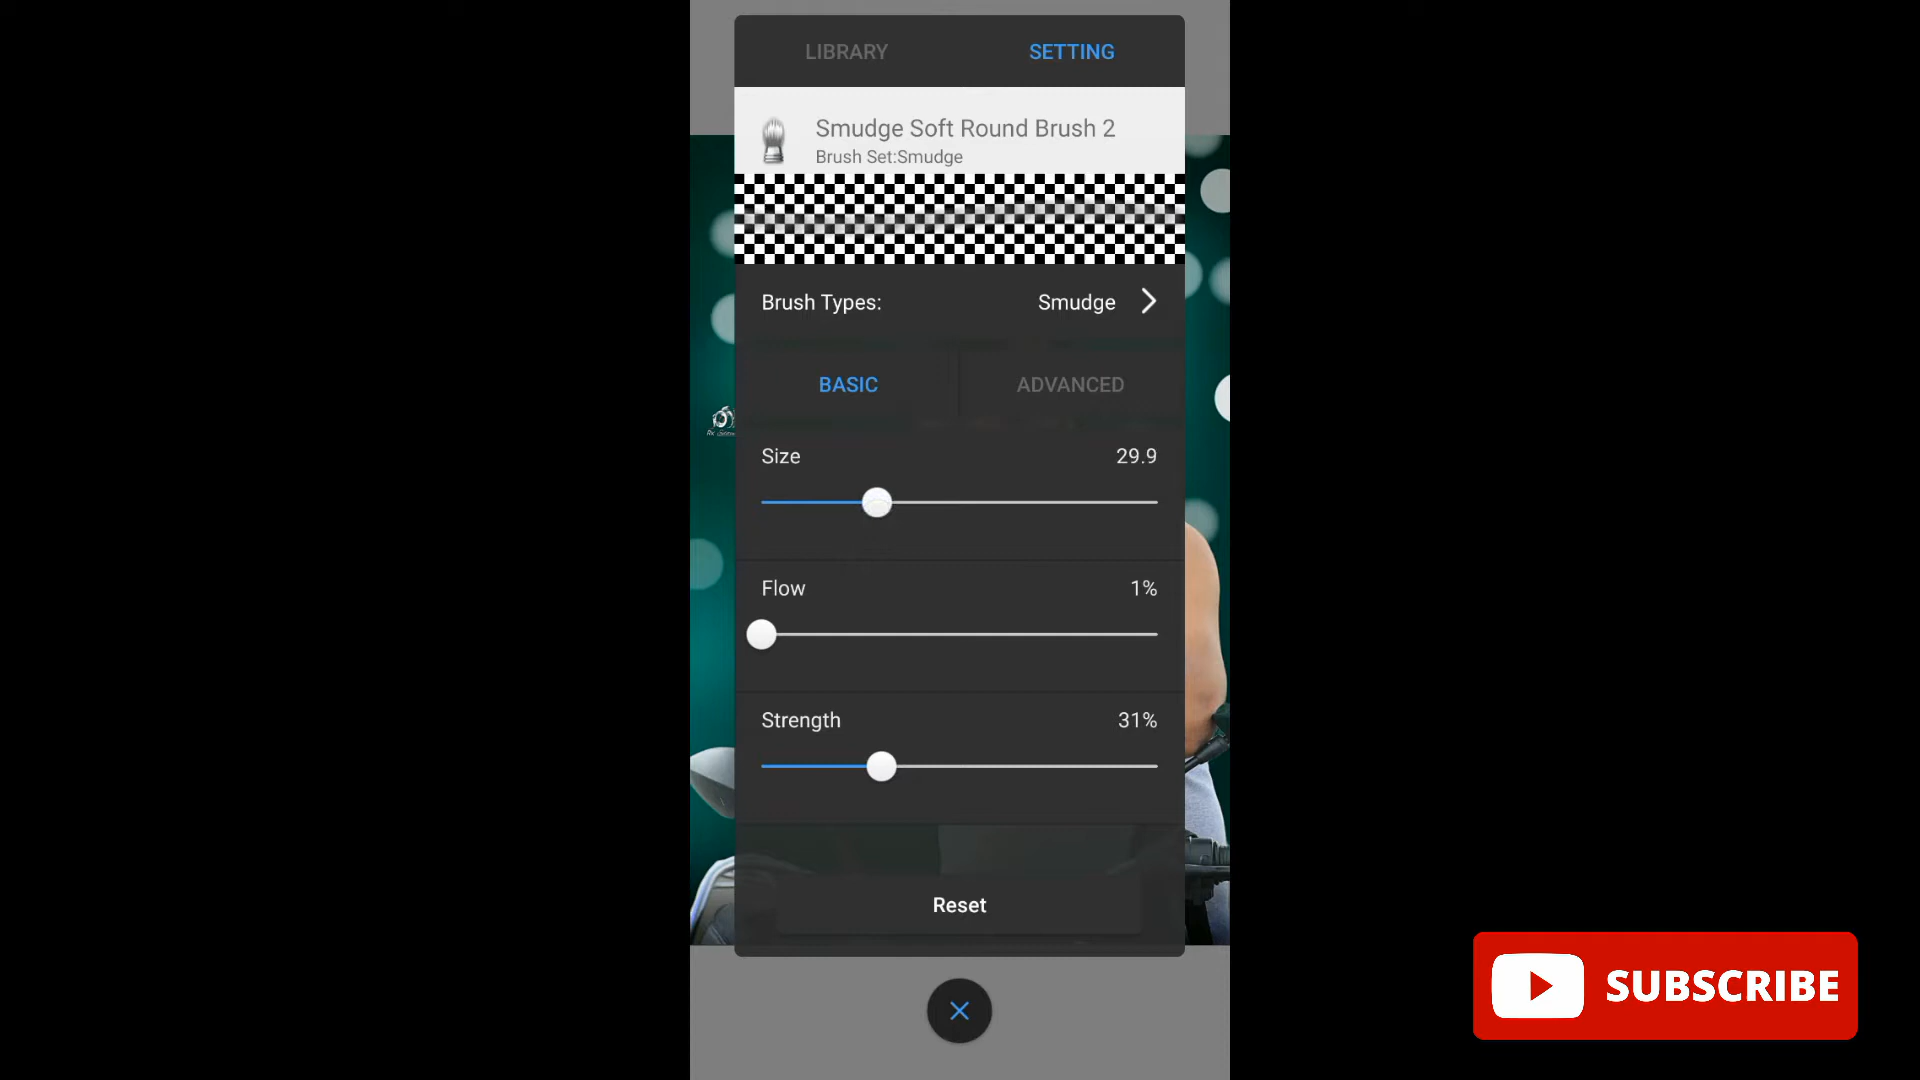 LIBRARY SETTING
Smudge Soft Round Brush 2
Brush Set:Smudge
Brush Types: Smudge
BASIC ADVANCED
Size 29.9
Flow 1%
Strength 31%
Reset
SUBSCRIBE